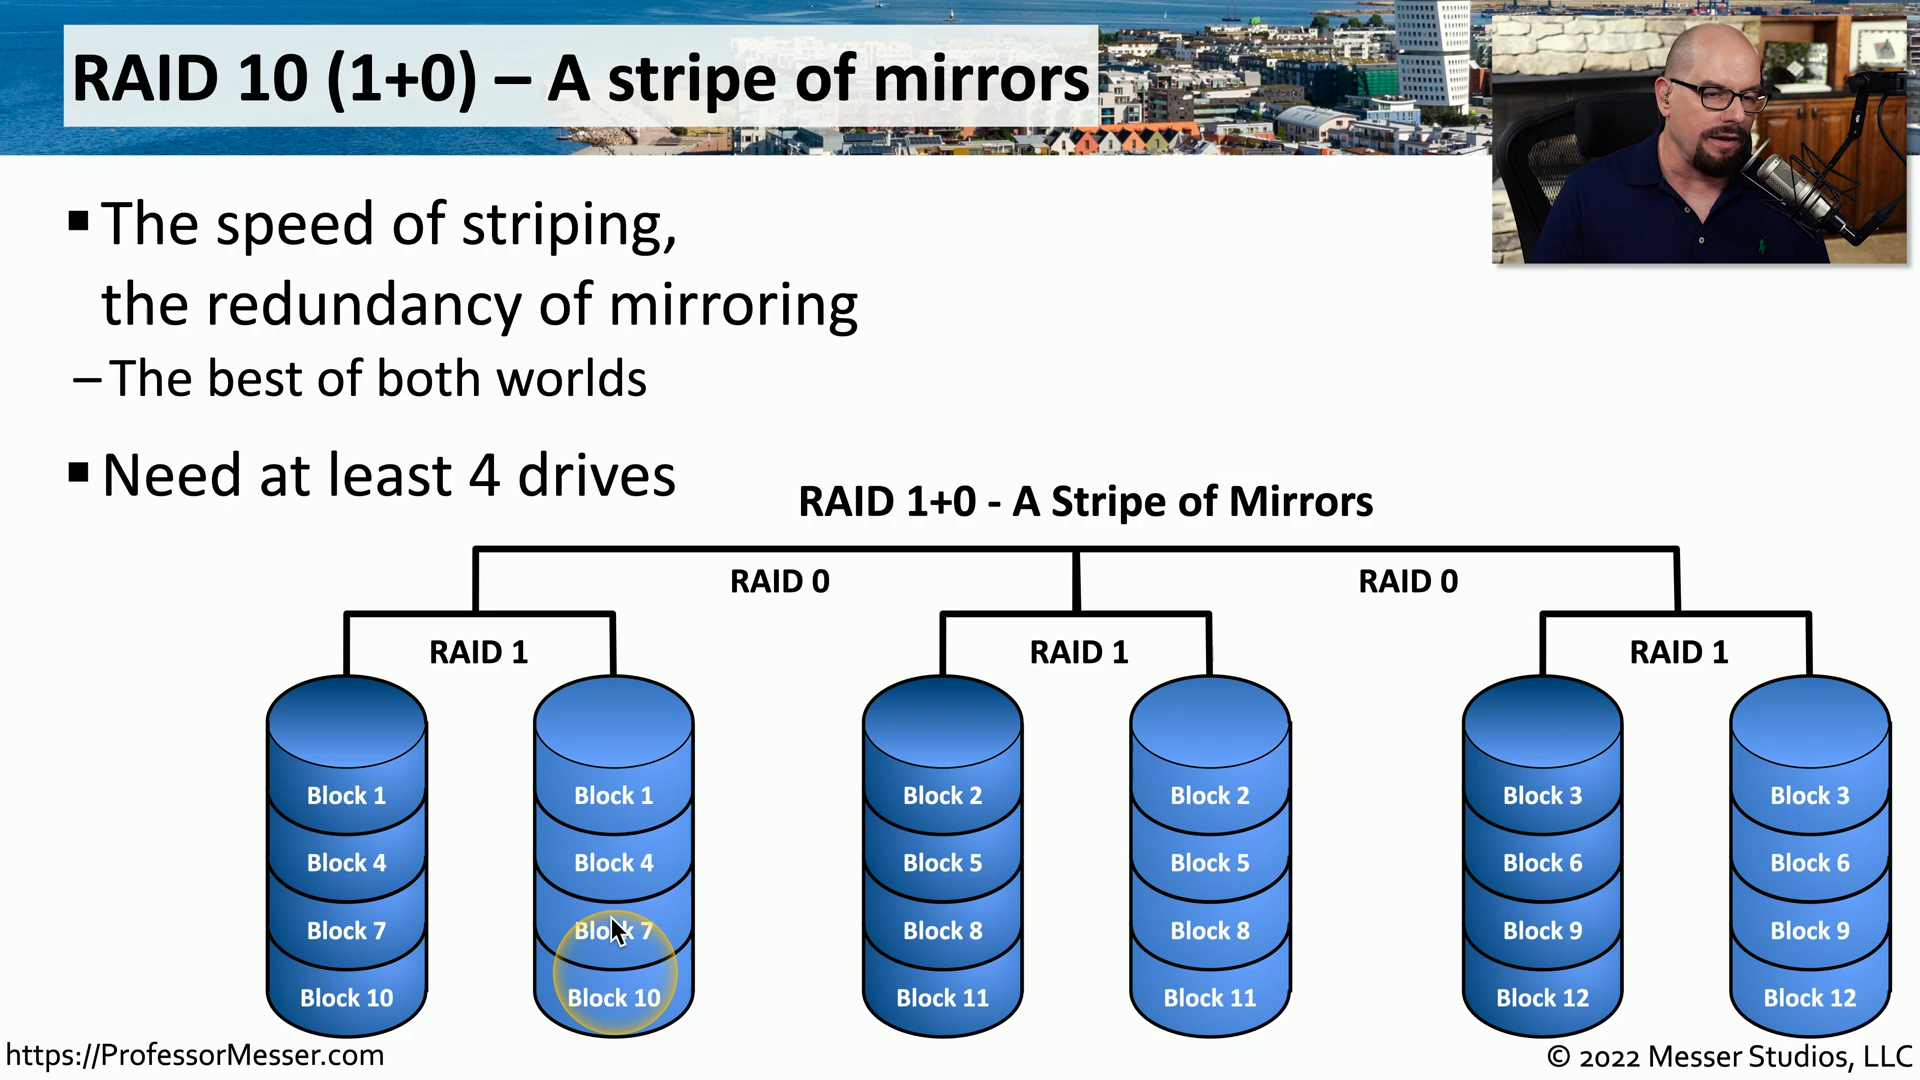 RAID 10 (1+0) – A stripe of mirrors
▪ The speed of striping,
the redundancy of mirroring
– The best of both worlds
▪ Need at least 4 drives
RAID 1+0 - A Stripe of Mirrors
RAID 0 RAID 0
RAID 1 RAID 1 RAID 1
Block 1 Block 1 Block 2 Block 2 Block 3 Block 3
Block 4 Block 4 Block 5 Block 5 Block 6 Block 6
Block 7 Block 7 Block 8 Block 8 Block 9 Block 9
Block 10 Block 10 Block 11 Block 11 Block 12 Block 12
https://ProfessorMesser.com © 2022 Messer Studios, LLC